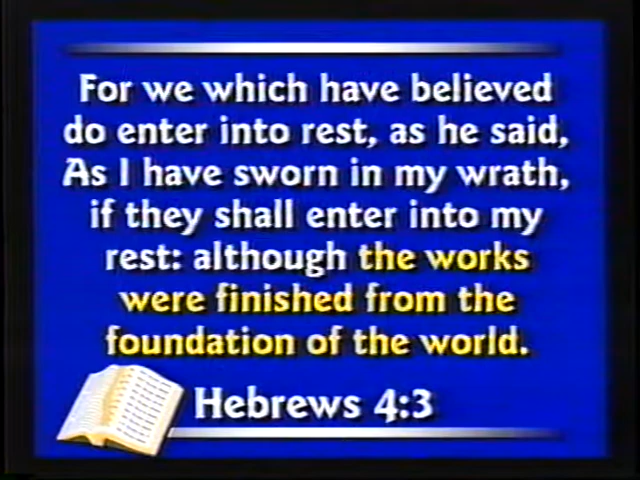 For we which have believed
do enter into rest, as he said,
As I have sworn in my wrath,
if they shall enter into my
rest: although the works
were finished from the
foundation of the world.
Hebrews 4:3